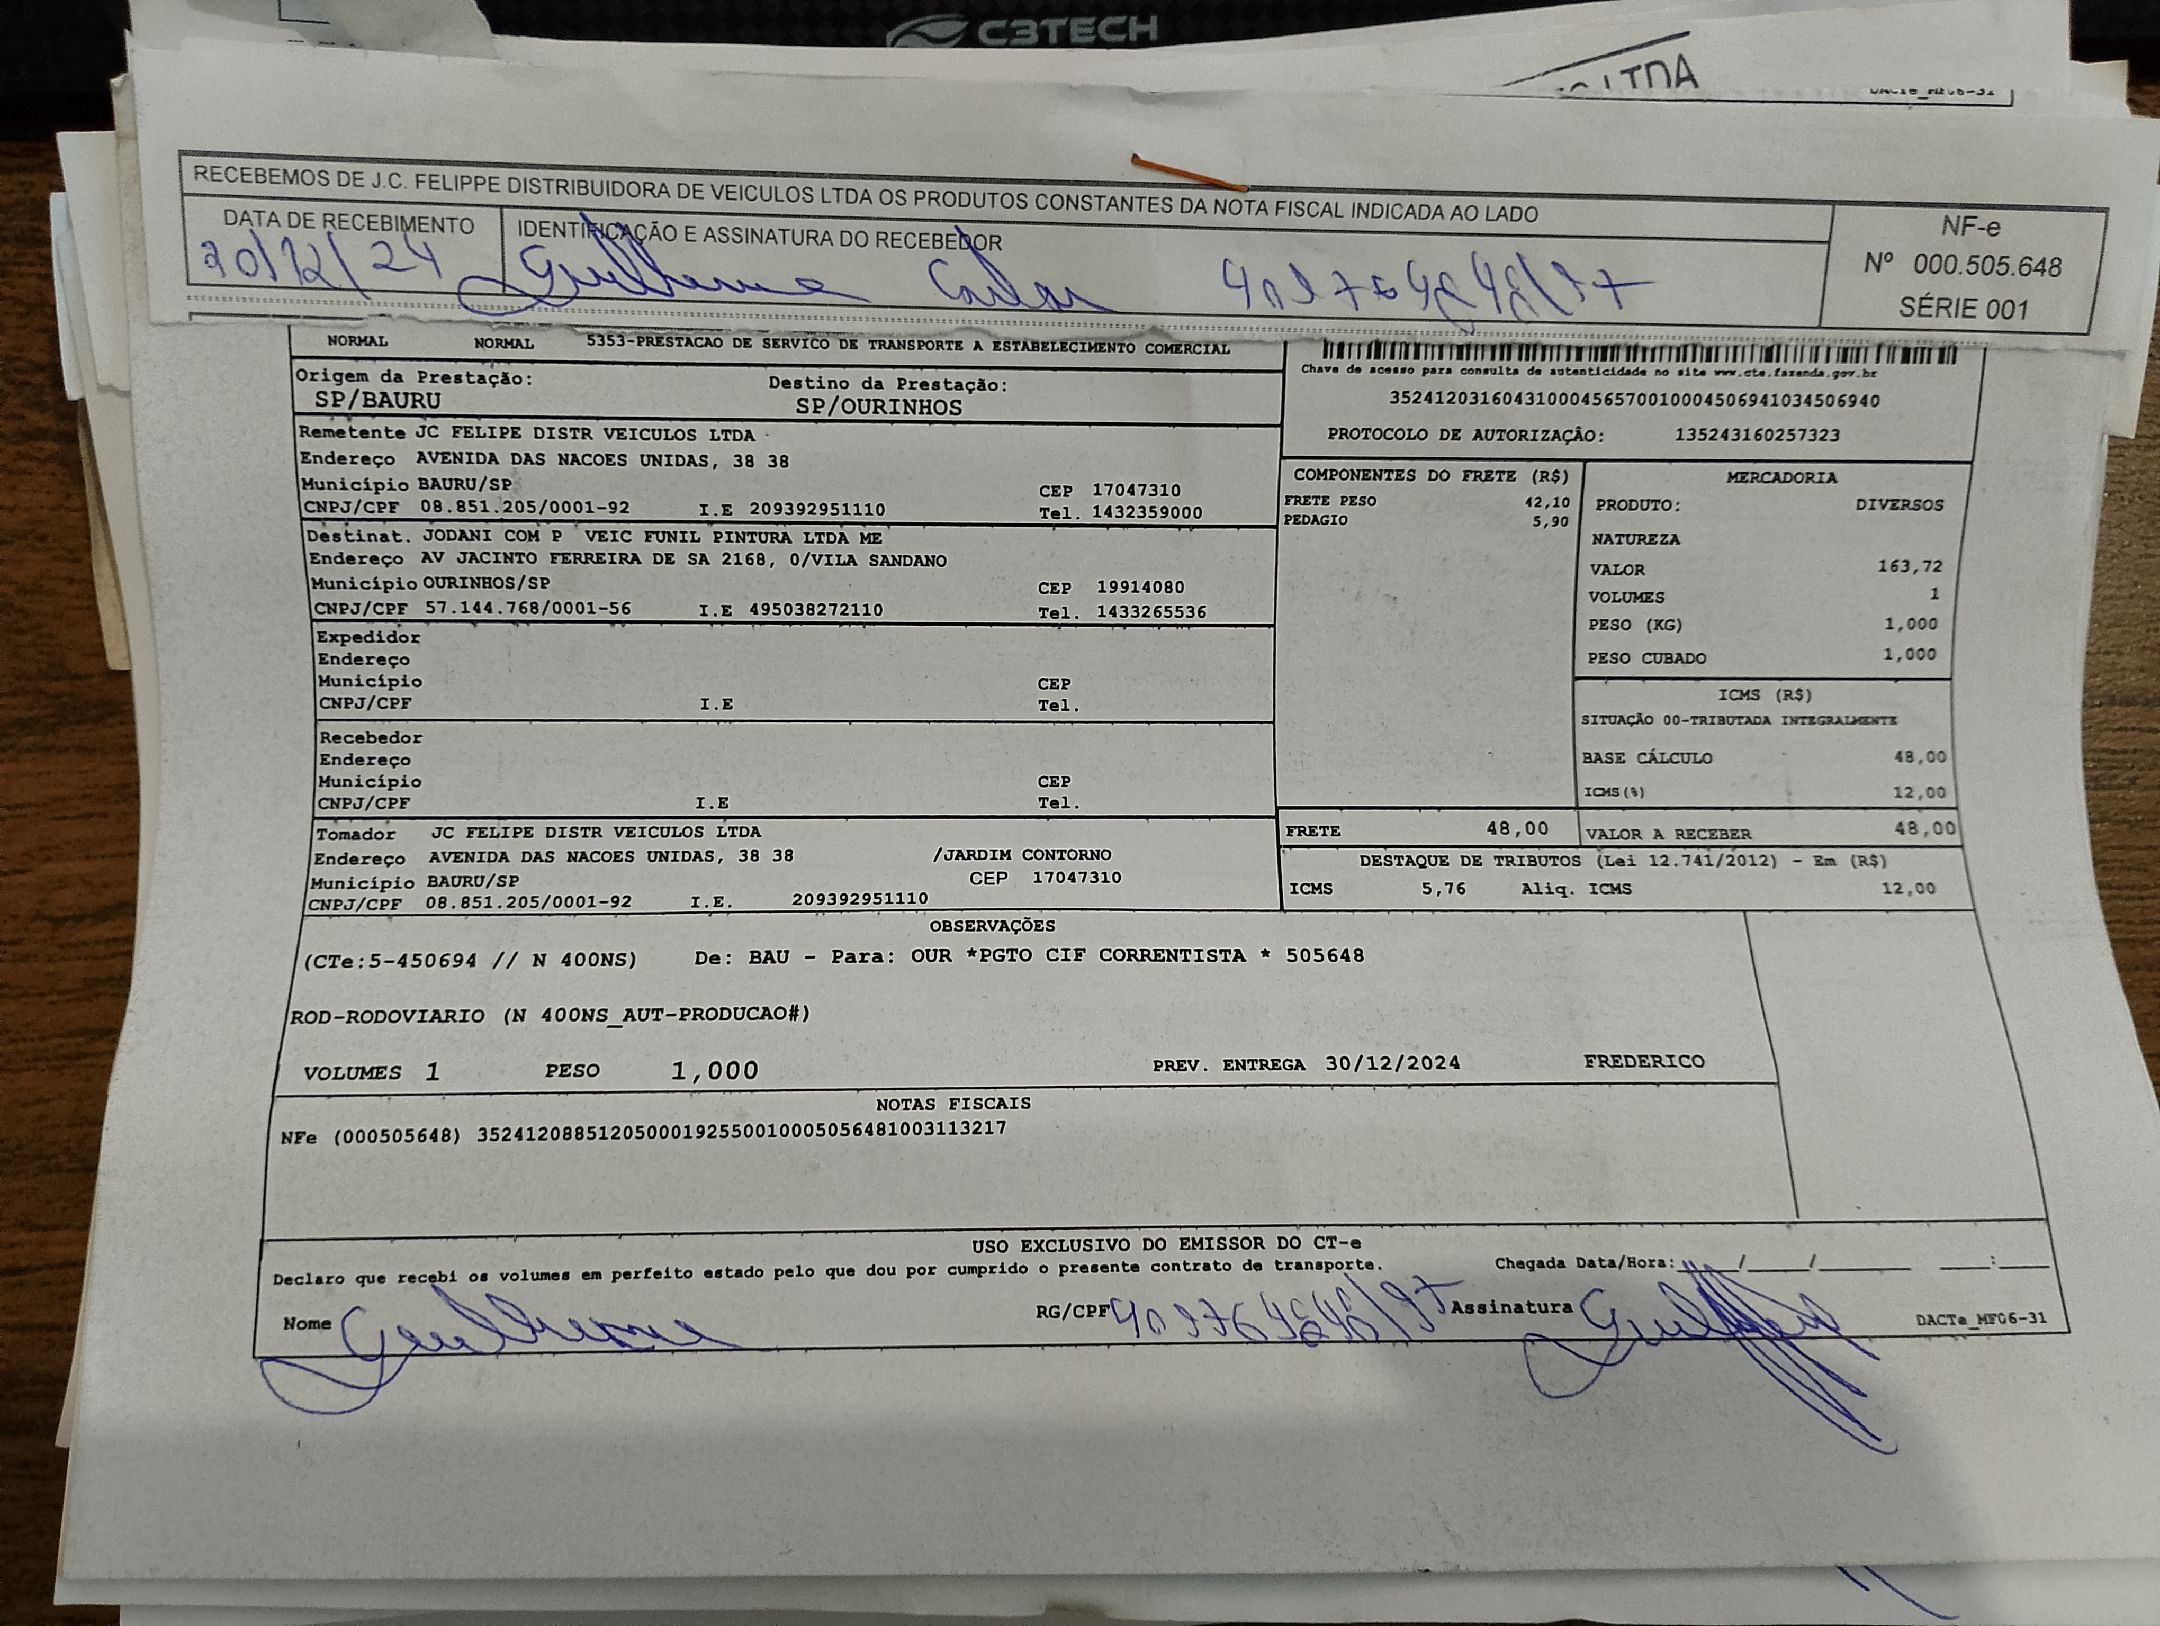 C3TECH
LTDA
RECEBEMOS DE J.C. FELIPPE DISTRIBUIDORA DE VEICULOS LTDA OS PRODUTOS CONSTANTES DA NOTA FISCAL INDICADA AO LADO
DATA DE RECEBIMENTO IDENTIFICAÇÃO E ASSINATURA DO RECEBEDOR
Guilherme
NF-e
Nº 000.505.648
SÉRIE 001
NORMAL NORMAL 5353-PRESTACAO DE SERVICO DE TRANSPORTE A ESTABELECIMENTO COMERCIAL
Origem da Prestação: Destino da Prestação:
SP/BAURU SP/OURINHOS
Chave de acesso para consulta de autenticidade no site www.cte.fazenda.gov.br
35241203160431000456570010004506941034506940
PROTOCOLO DE AUTORIZAÇÃO: 135243160257323
Remetente JC FELIPE DISTR VEICULOS LTDA
Endereço AVENIDA DAS NACOES UNIDAS, 38 38
Município BAURU/SP CEP 17047310
CNPJ/CPF 08.851.205/0001-92 I.E 209392951110 Tel. 1432359000
Destinat. JODANI COM P VEIC FUNIL PINTURA LTDA ME
Endereço AV JACINTO FERREIRA DE SA 2168, 0/VILA SANDANO
Município OURINHOS/SP CEP 19914080
CNPJ/CPF 57.144.768/0001-56 I.E 495038272110 Tel. 1433265536
Expedidor
Endereço
Município CEP
CNPJ/CPF I.E Tel.
Recebedor
Endereço
Município CEP
CNPJ/CPF I.E Tel.
Tomador JC FELIPE DISTR VEICULOS LTDA
Endereço AVENIDA DAS NACOES UNIDAS, 38 38 /JARDIM CONTORNO
Município BAURU/SP CEP 17047310
CNPJ/CPF 08.851.205/0001-92 I.E. 209392951110
COMPONENTES DO FRETE (R$)
FRETE PESO 42,10
PEDAGIO 5,90
MERCADORIA
PRODUTO: DIVERSOS
NATUREZA
VALOR 163,72
VOLUMES 1
PESO (KG) 1,000
PESO CUBADO 1,000
ICMS (R$)
SITUAÇÃO 00-TRIBUTADA INTEGRALMENTE
BASE CÁLCULO 48,00
ICMS(%) 12,00
FRETE 48,00 VALOR A RECEBER 48,00
DESTAQUE DE TRIBUTOS (Lei 12.741/2012) - Em (R$)
ICMS 5,76 Aliq. ICMS 12,00
OBSERVAÇÕES
(CTe:5-450694 // N 400NS) De: BAU - Para: OUR *PGTO CIF CORRENTISTA * 505648
ROD-RODOVIARIO (N 400NS_AUT-PRODUCAO#)
VOLUMES 1 PESO 1,000 PREV. ENTREGA 30/12/2024 FREDERICO
NOTAS FISCAIS
NFe (000505648) 35241208851205000192550010005056481003113217
USO EXCLUSIVO DO EMISSOR DO CT-e
Declaro que recebi os volumes em perfeito estado pelo que dou por cumprido o presente contrato de transporte. Chegada Data/Hora: ____/____/______ ____:____
Nome Guilherme RG/CPF Assinatura DACTe_MF06-31